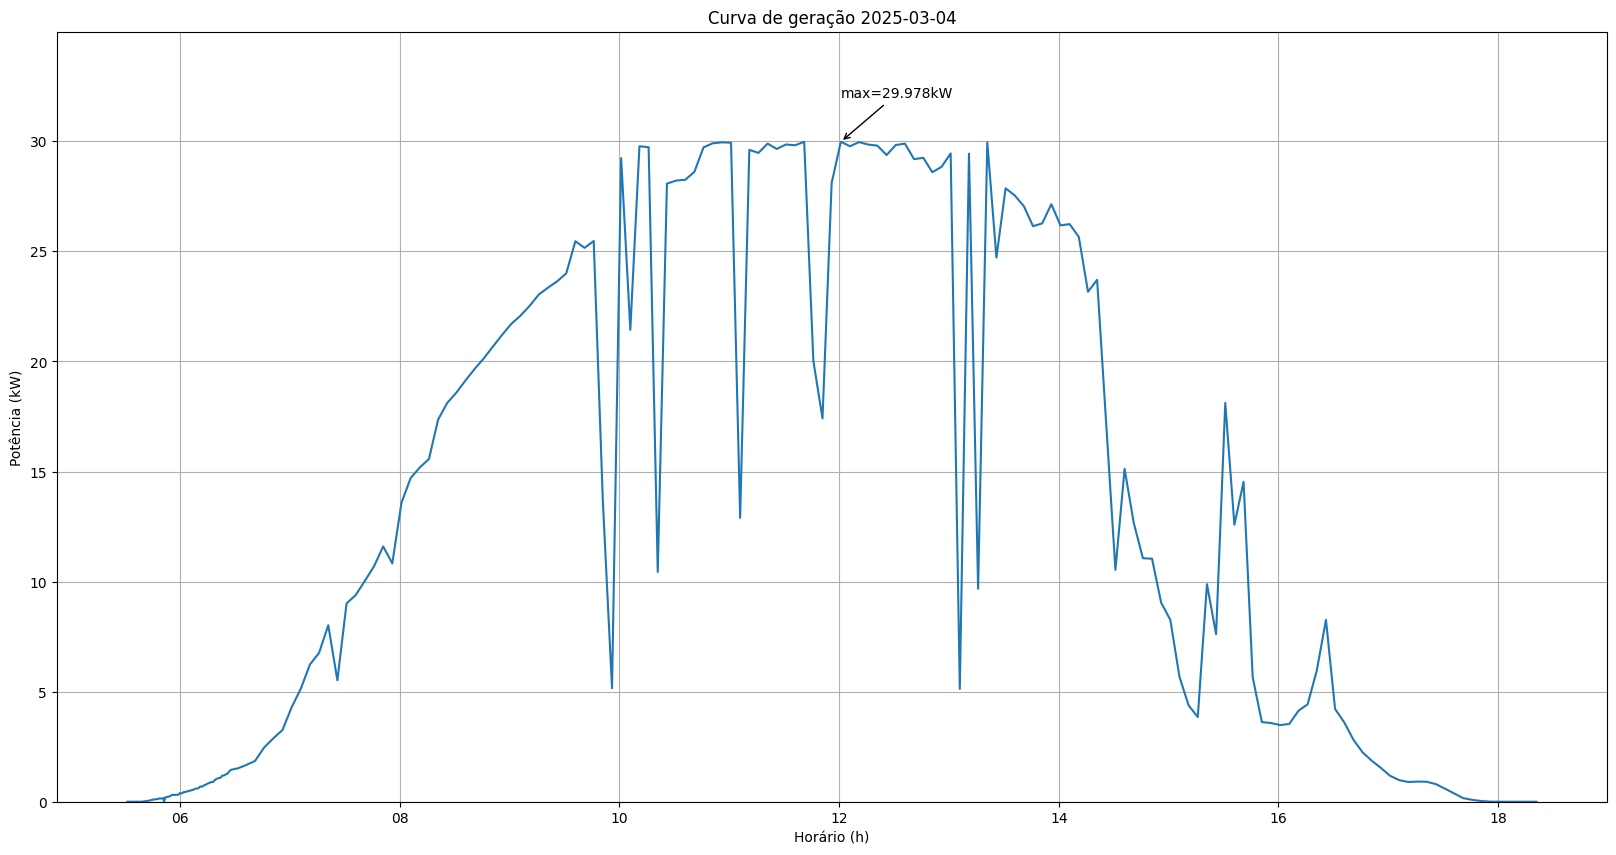 Curva de geração 2025-03-04
max=29.978kW
30
25
20
15
10
5
0
Potência (kW)
06 08 10 12 14 16 18
Horário (h)